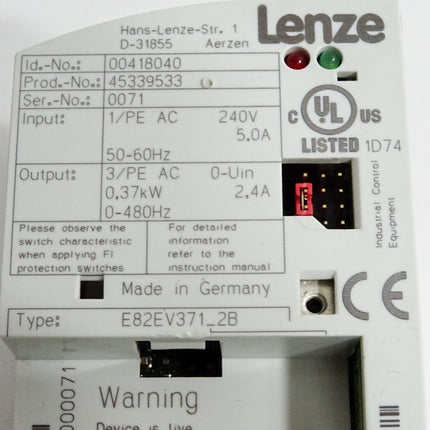 Hans-Lenze-Str. 1
D-31855 Aerzen
Lenze
Id.-No.: 00418040
Prod.-No.: 45339533
Ser.-No.: 0071
Input: 1/PE AC 240V
5,0A
50-60Hz
Output: 3/PE AC 0-Uin
0,37kW 2,4A
0-480Hz
C UL US
LISTED 1D74
Industrial Control
Equipment
Please observe the
switch characteristic
when applying FI
protection switches
For detailed
information
refer to the
instruction manual
Made in Germany
CE
Type: E82EV371_2B
Warning
Device is live